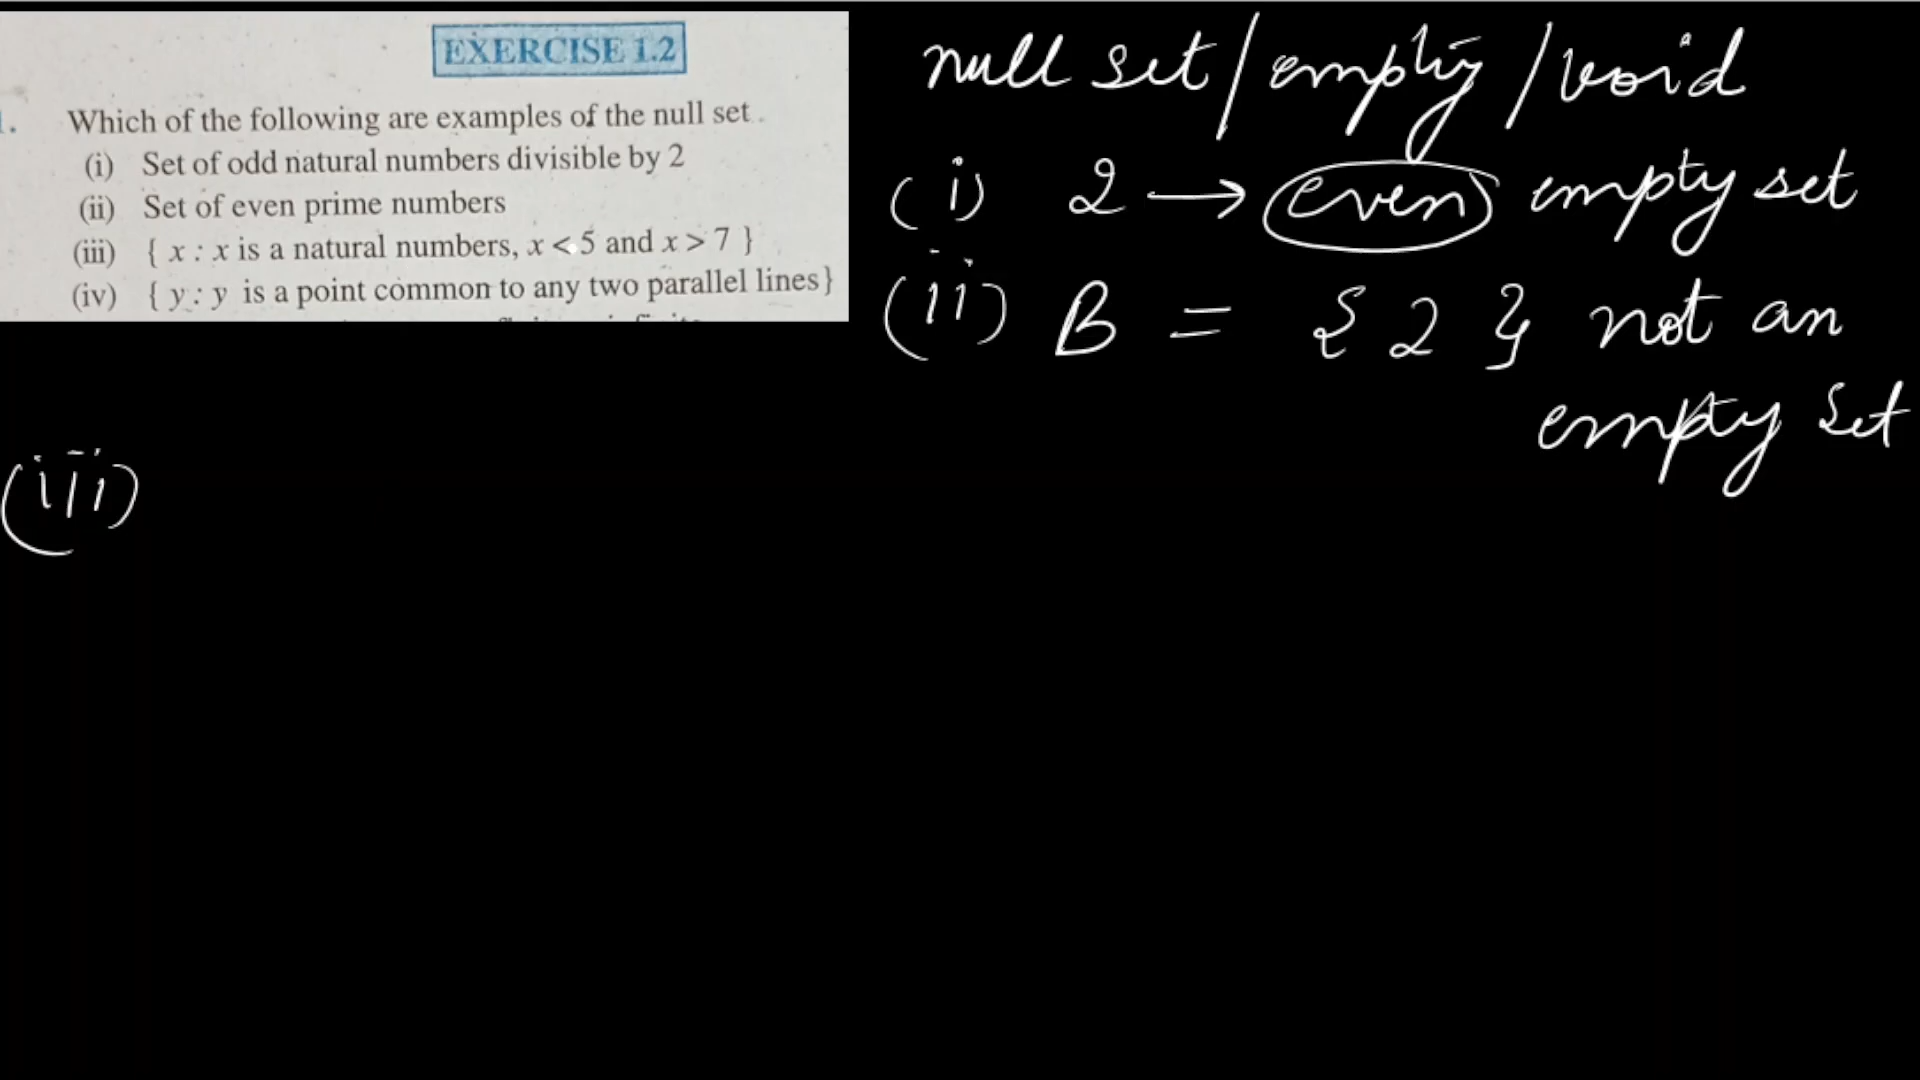 EXERCISE 1.2
. Which of the following are examples of the null set
(i) Set of odd natural numbers divisible by 2
(ii) Set of even prime numbers
(iii) { x : x is a natural numbers, x < 5 and x > 7 }
(iv) { y : y is a point common to any two parallel lines}
null set / empty / void
(i) 2 → even empty set
(ii) B = { 2 } not an
empty set
(iii)